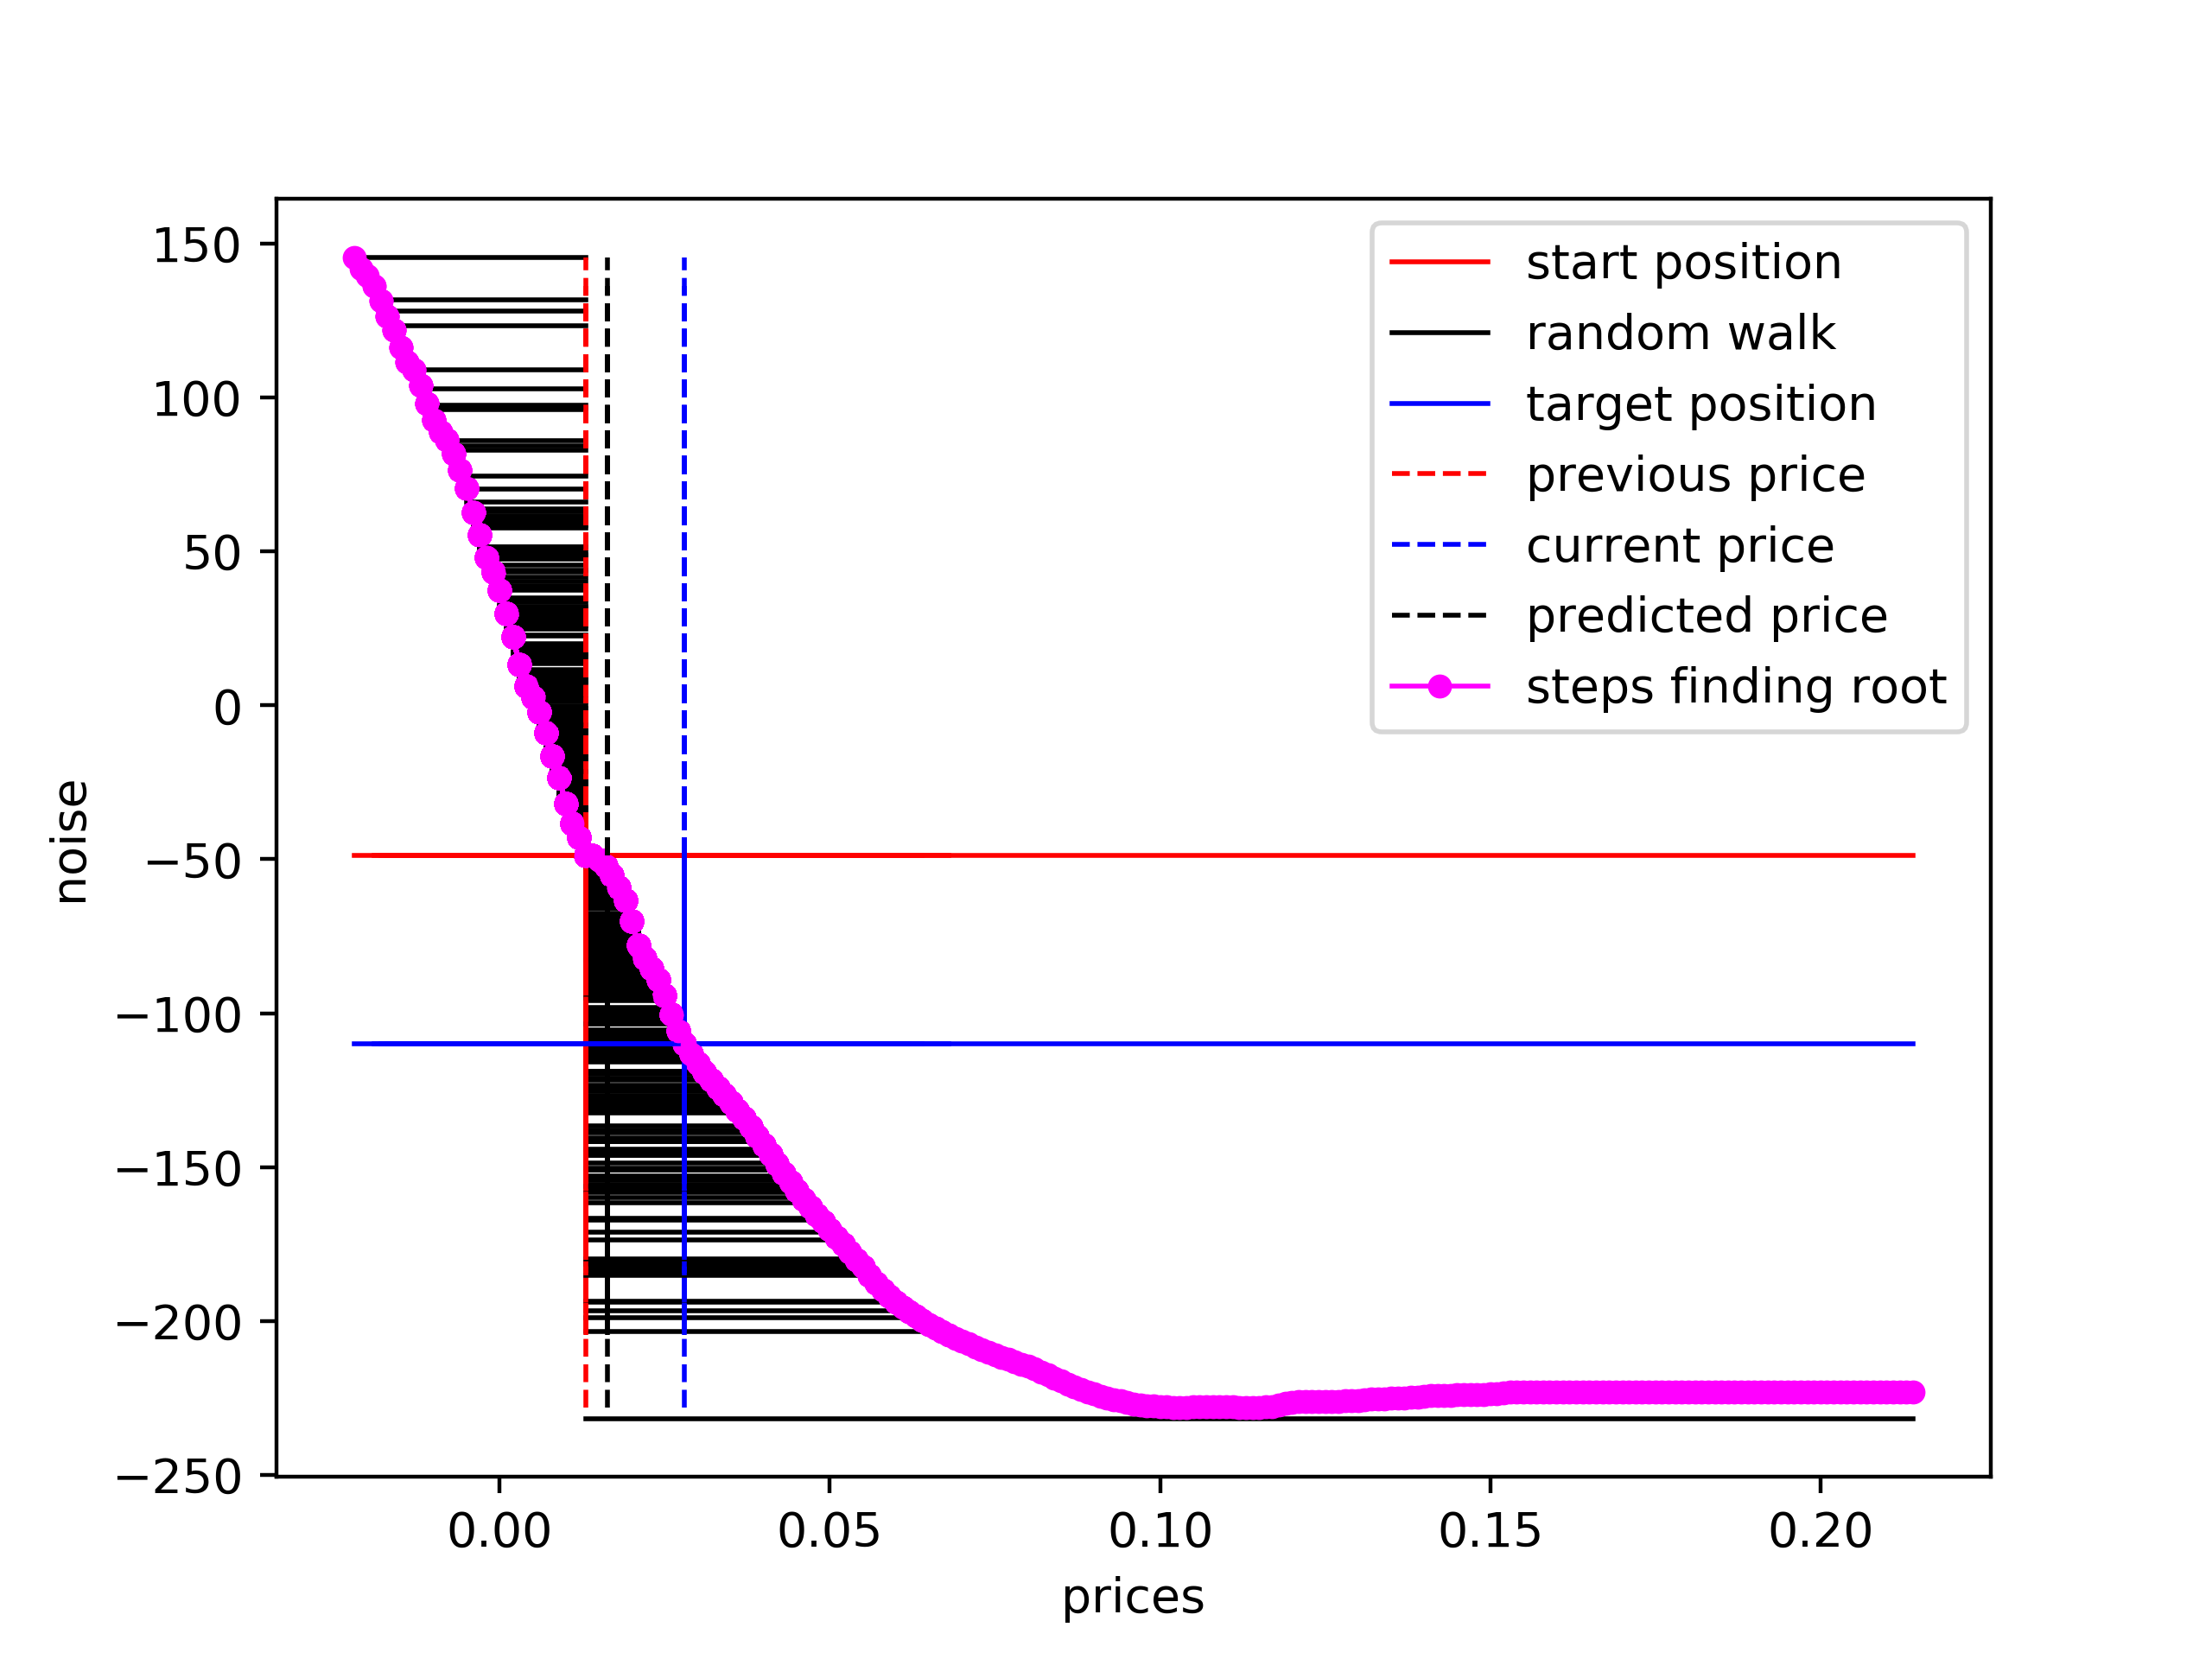 start position
random walk
target position
previous price
current price
predicted price
steps finding root
150
100
50
0
−50
−100
−150
−200
−250
noise
0.00 0.05 0.10 0.15 0.20
prices